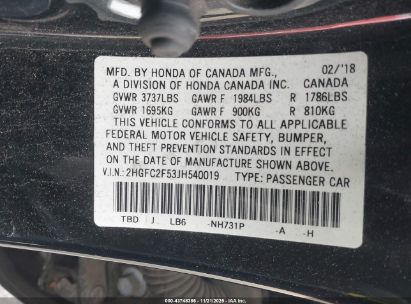 MFD. BY HONDA OF CANADA MFG., 02/'18
A DIVISION OF HONDA CANADA INC. CANADA
GVWR 3737LBS GAWR F 1984LBS R 1786LBS
GVWR 1695KG GAWR F 900KG R 810KG
THIS VEHICLE CONFORMS TO ALL APPLICABLE
FEDERAL MOTOR VEHICLE SAFETY, BUMPER,
AND THEFT PREVENTION STANDARDS IN EFFECT
ON THE DATE OF MANUFACTURE SHOWN ABOVE.
V.I.N.: 2HGFC2F53JH540019 TYPE: PASSENGER CAR
TBD J LB6 -NH731P -A -H